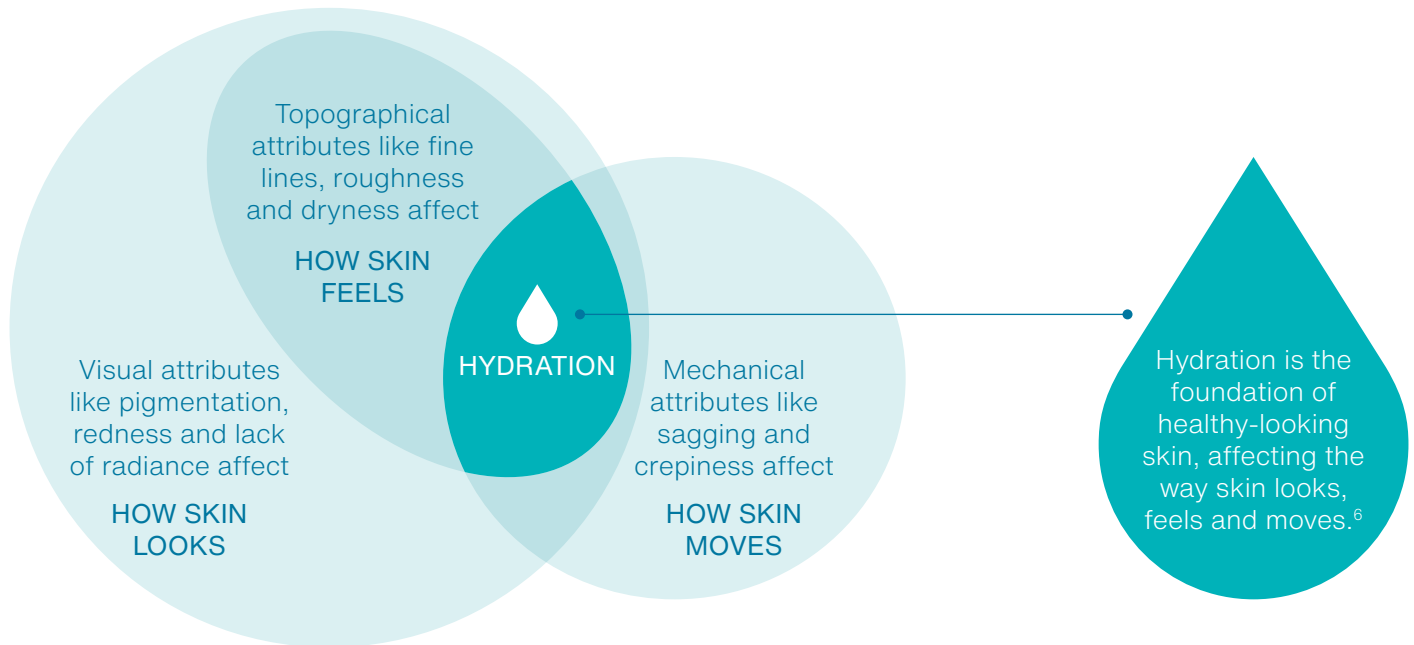 Topographical
attributes like fine
lines, roughness
and dryness affect
HOW SKIN
FEELS
Visual attributes
like pigmentation,
redness and lack
of radiance affect
HOW SKIN
LOOKS
HYDRATION
Mechanical
attributes like
sagging and
crepiness affect
HOW SKIN
MOVES
Hydration is the
foundation of
healthy-looking
skin, affecting the
way skin looks,
feels and moves.⁶